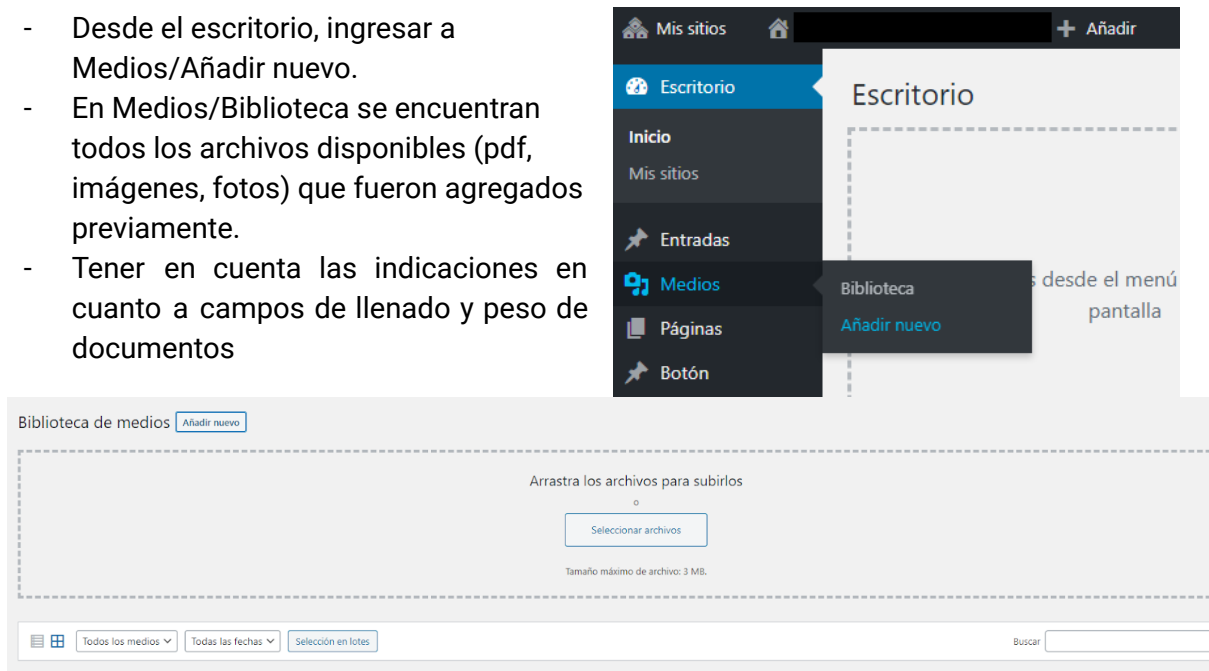 - Desde el escritorio, ingresar a
Medios/Añadir nuevo.
- En Medios/Biblioteca se encuentran
todos los archivos disponibles (pdf,
imágenes, fotos) que fueron agregados
previamente.
- Tener en cuenta las indicaciones en
cuanto a campos de llenado y peso de
documentos
Mis sitios
Añadir
Escritorio
Inicio
Mis sitios
Entradas
Medios
Páginas
Botón
Biblioteca
Añadir nuevo
Escritorio
s desde el menú
pantalla
Biblioteca de medios Añadir nuevo
Arrastra los archivos para subirlos
o
Seleccionar archivos
Tamaño máximo de archivo: 3 MB.
Todos los medios Todas las fechas Selección en lotes Buscar